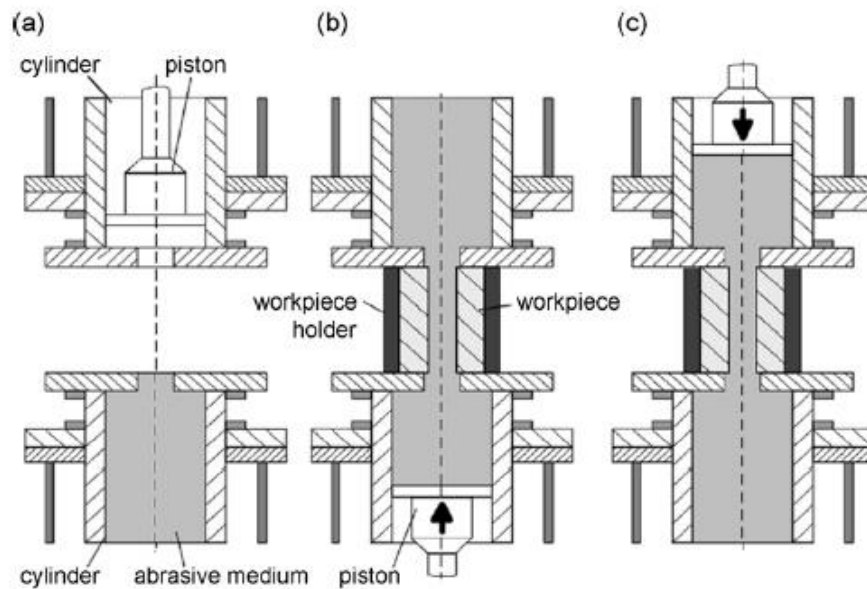 (a)
(b)
(c)
cylinder
piston
workpiece
holder
workpiece
cylinder
abrasive medium
piston